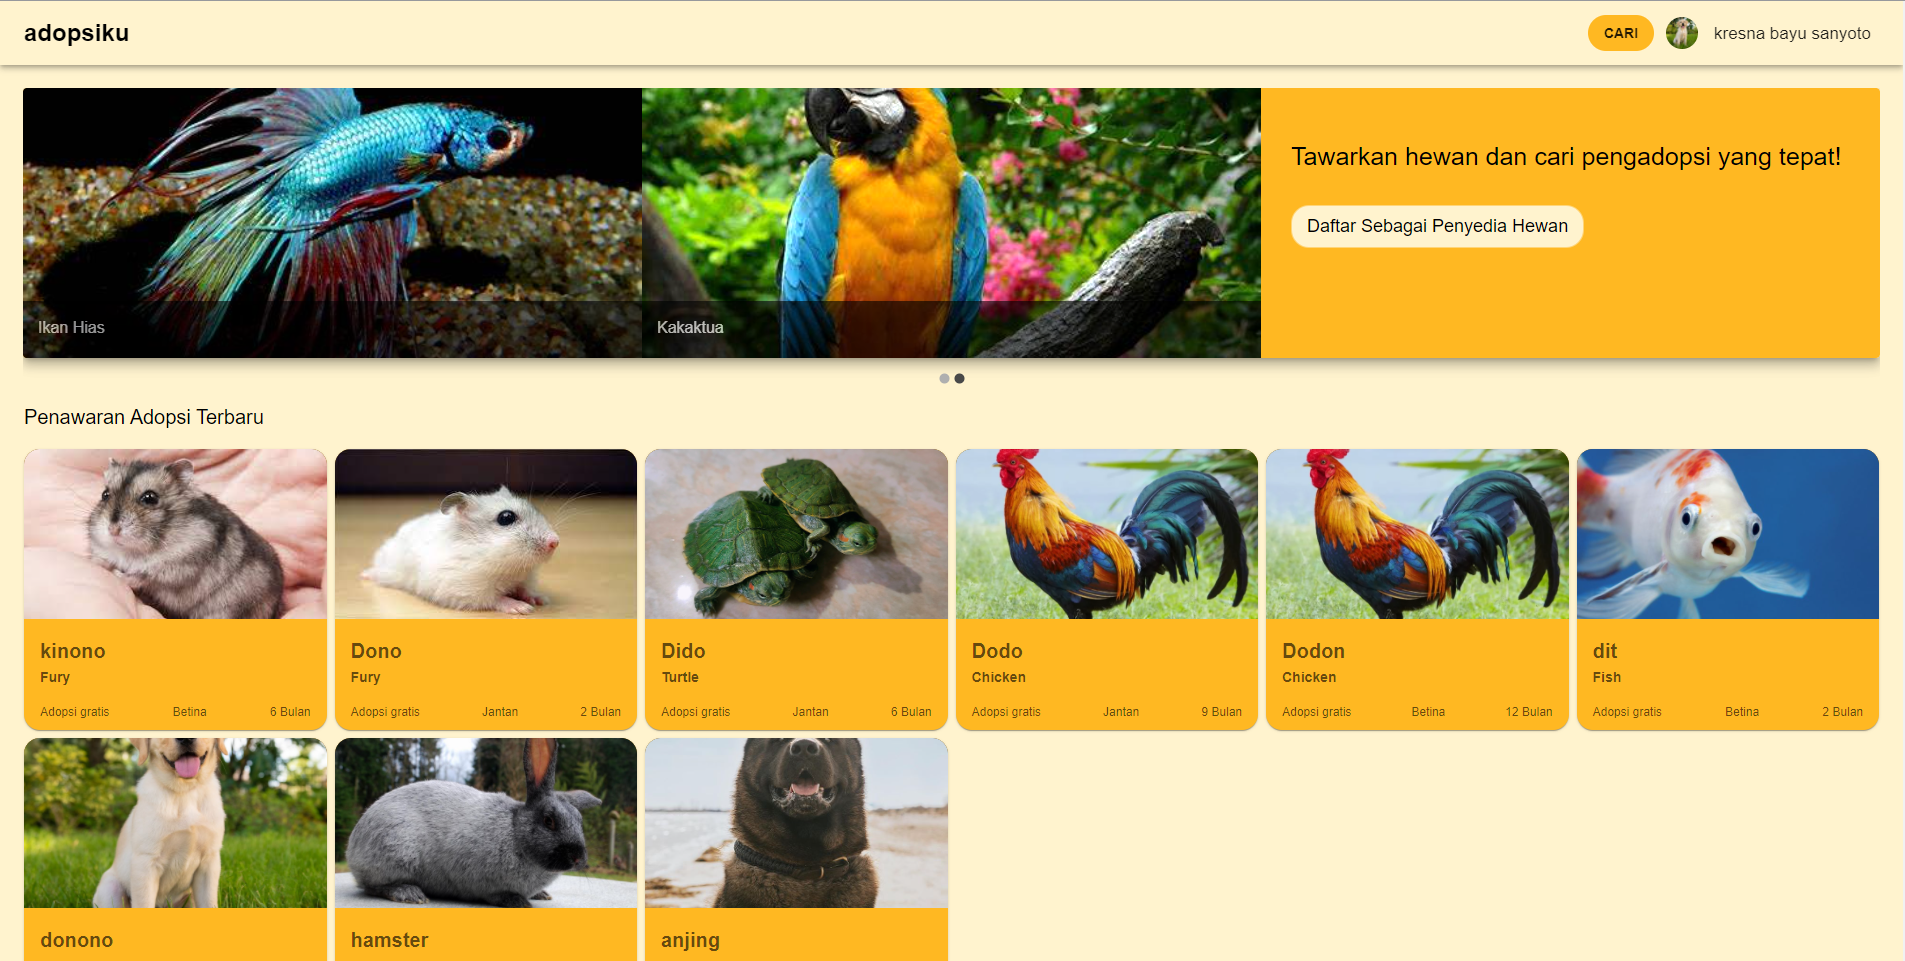 adopsiku
CARI
kresna bayu sanyoto
Ikan Hias
Kakaktua
Tawarkan hewan dan cari pengadopsi yang tepat!
Daftar Sebagai Penyedia Hewan
Penawaran Adopsi Terbaru
kinono
Fury
Adopsi gratis Betina 6 Bulan
Dono
Fury
Adopsi gratis Jantan 2 Bulan
Dido
Turtle
Adopsi gratis Jantan 6 Bulan
Dodo
Chicken
Adopsi gratis Jantan 9 Bulan
Dodon
Chicken
Adopsi gratis Betina 12 Bulan
dit
Fish
Adopsi gratis Betina 2 Bulan
donono
hamster
anjing